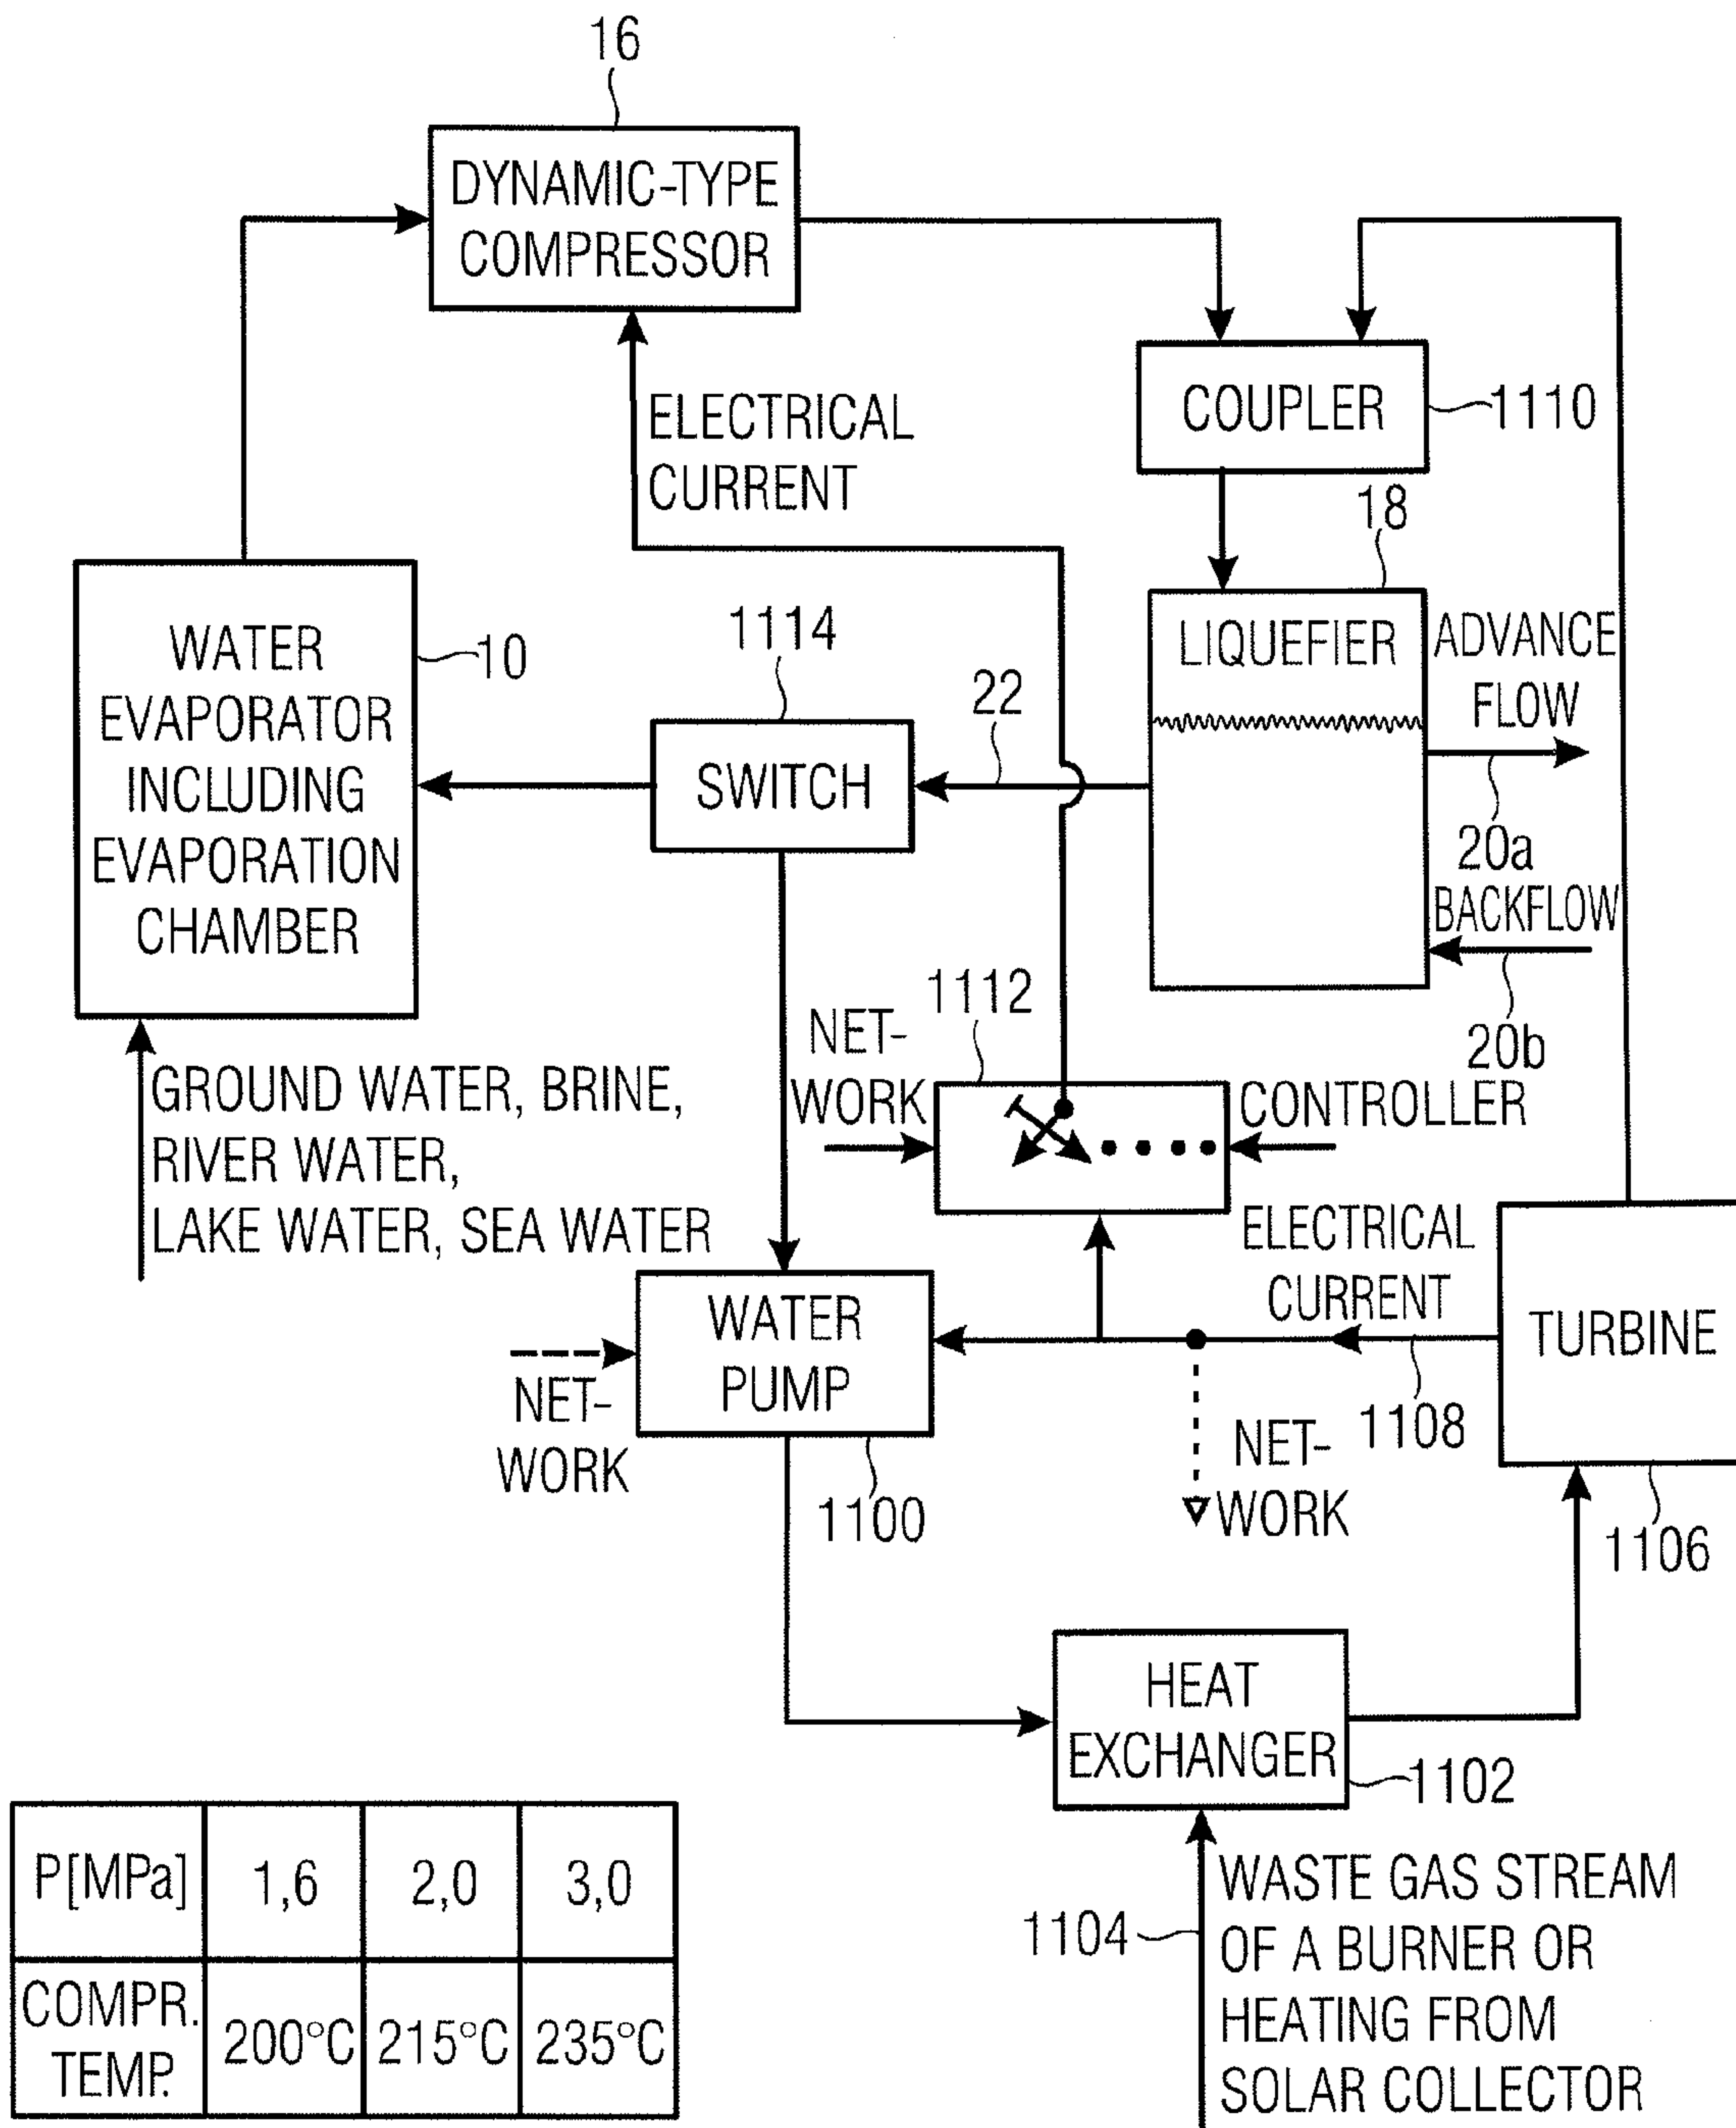 16
DYNAMIC-TYPE
COMPRESSOR
COUPLER
1110
ELECTRICAL
CURRENT
18
LIQUEFIER
ADVANCE
FLOW
20a
BACKFLOW
20b
WATER
EVAPORATOR
INCLUDING
EVAPORATION
CHAMBER
10
1114
SWITCH
22
1112
NET-
WORK
CONTROLLER
GROUND WATER, BRINE,
RIVER WATER,
LAKE WATER, SEA WATER
WATER
PUMP
NET-
WORK
1100
ELECTRICAL
CURRENT
1108
NET-
WORK
TURBINE
1106
HEAT
EXCHANGER
1102
1104
WASTE GAS STREAM
OF A BURNER OR
HEATING FROM
SOLAR COLLECTOR
P[MPa] 1,6 2,0 3,0
COMPR.
TEMP. 200°C 215°C 235°C